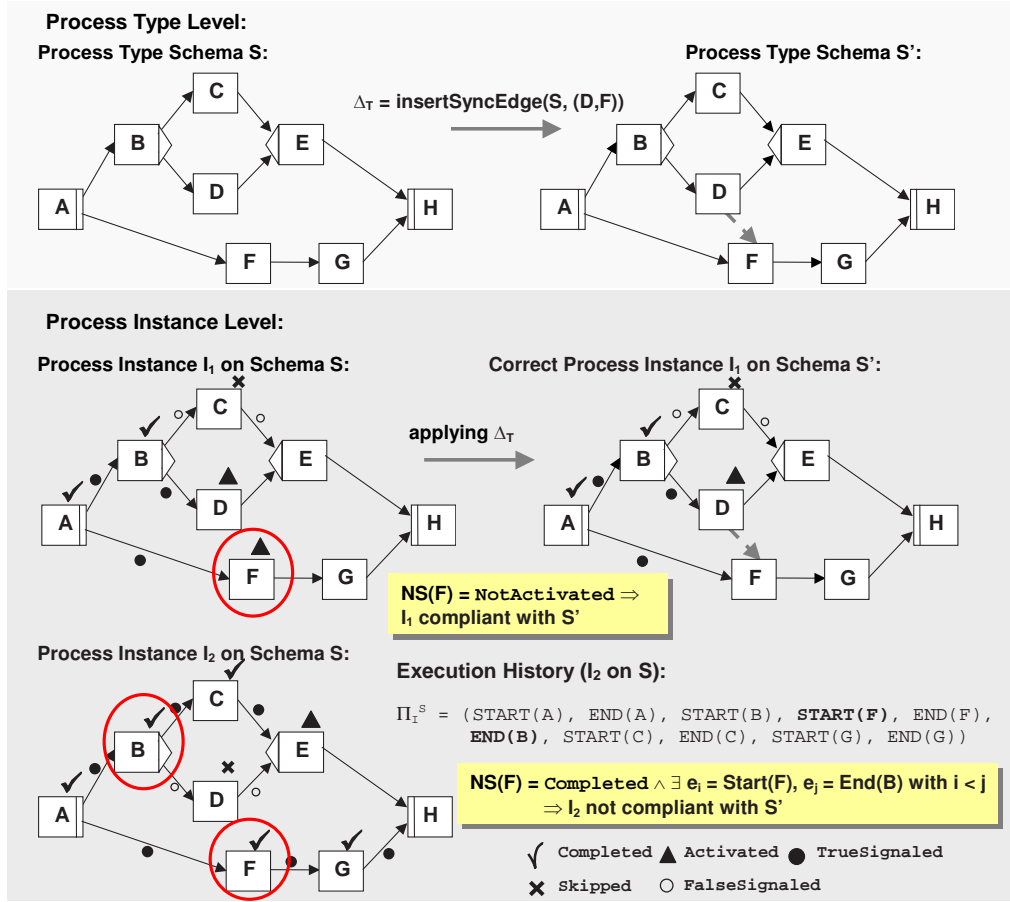 Process Type Level:
Process Type Schema S:
Process Type Schema S’:
ΔT = insertSyncEdge(S, (D,F))
C
B
E
D
A
H
F
G
C
B
E
D
A
H
F
G
Process Instance Level:
Process Instance I1 on Schema S:
Correct Process Instance I1 on Schema S’:
applying ΔT
C
B
E
D
A
H
F
G
C
B
E
D
A
H
F
G
NS(F) = NotActivated ⇒
I1 compliant with S’
Process Instance I2 on Schema S:
C
B
E
D
A
H
F
G
Execution History (I2 on S):
ΠI^S = (START(A), END(A), START(B), START(F), END(F),
END(B), START(C), END(C), START(G), END(G))
NS(F) = Completed ∧ ∃ ei = Start(F), ej = End(B) with i < j
⇒ I2 not compliant with S’
Completed Activated TrueSignaled
Skipped FalseSignaled